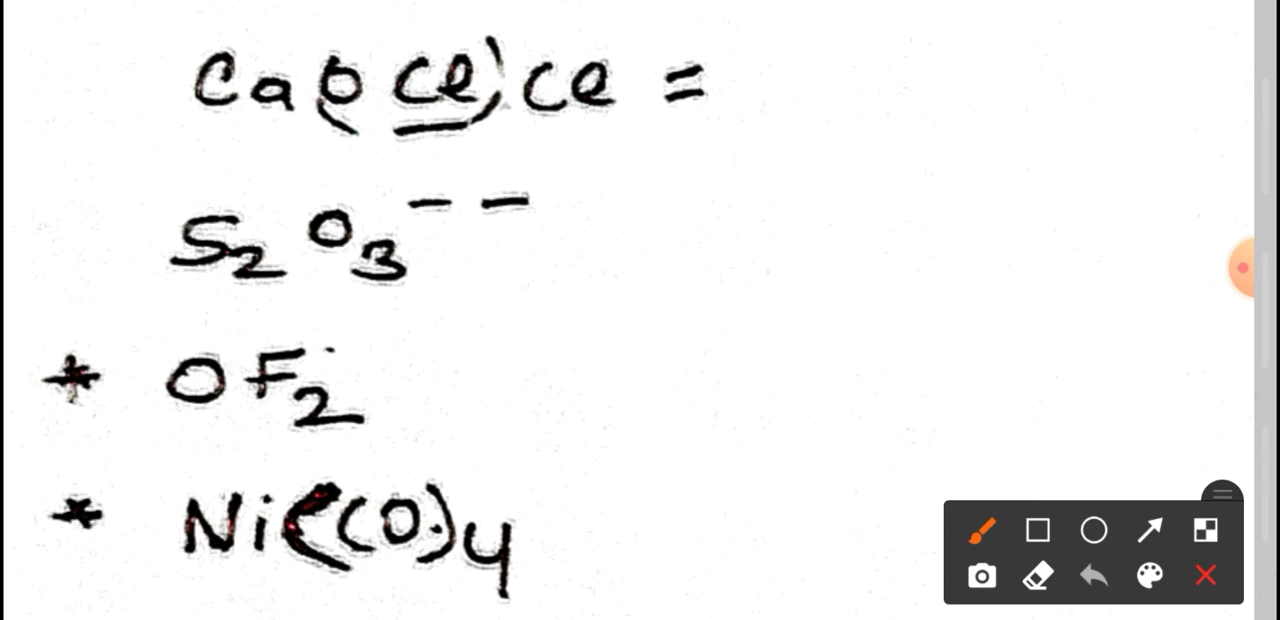 Ca(OCl)Cl =
S₂O₃⁻⁻
* OF₂
* Ni(CO)₄